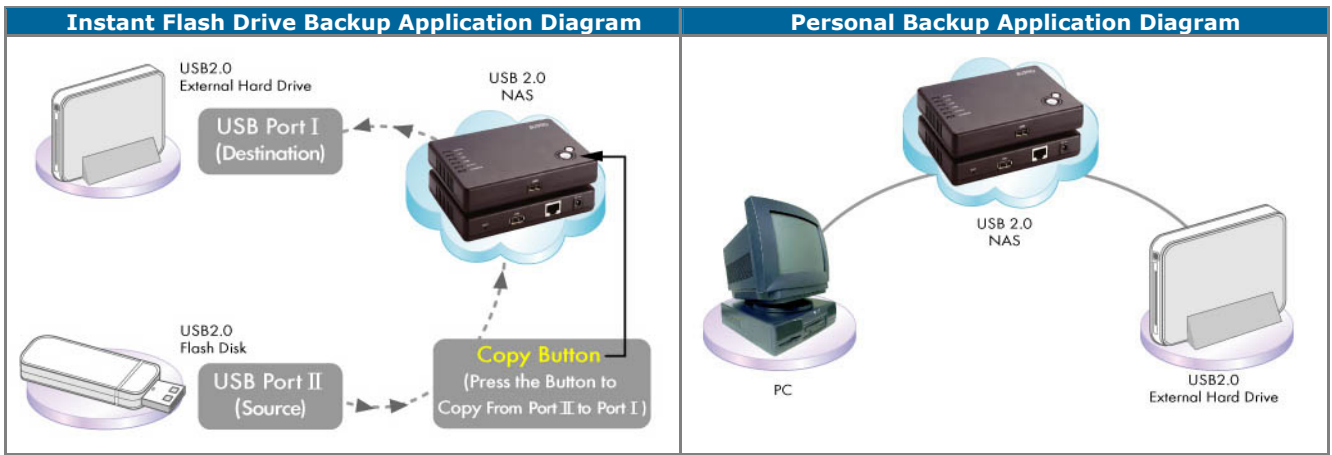 Instant Flash Drive Backup Application Diagram
USB2.0
External Hard Drive
USB 2.0
NAS
USB Port I
(Destination)
USB2.0
Flash Disk
USB Port II
(Source)
Copy Button
(Press the Button to
Copy From Port II to Port I)
Personal Backup Application Diagram
USB 2.0
NAS
PC
USB2.0
External Hard Drive